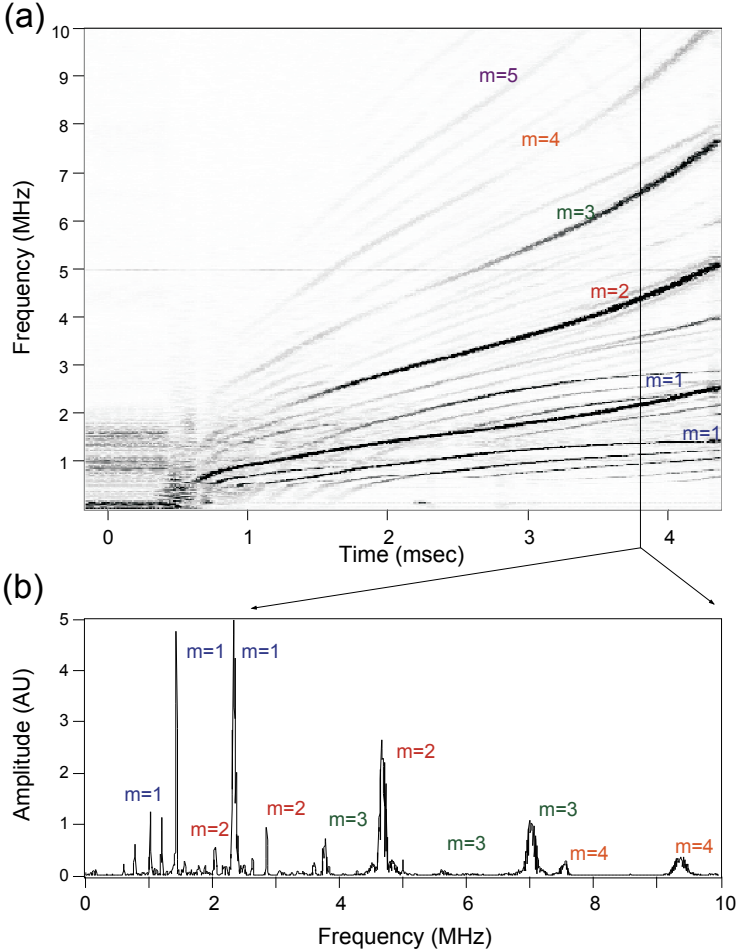 (a)
10
9
8
7
6
5
4
3
2
1
Frequency (MHz)
m=5
m=4
m=3
m=2
m=1
m=1
0 1 2 3 4
Time (msec)
(b)
5
4
3
2
1
0
Amplitude (AU)
m=1 m=1
m=2
m=1
m=2
m=2
m=3
m=3
m=3
m=4
m=4
0 2 4 6 8 10
Frequency (MHz)